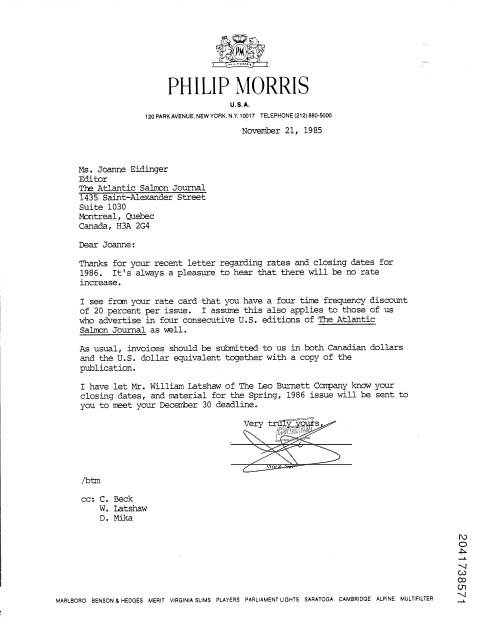 PM
PHILIP MORRIS
U.S.A.
120 PARK AVENUE, NEW YORK, N.Y. 10017 TELEPHONE (212) 880-5000
November 21, 1985
Ms. Joanne Eidinger
Editor
The Atlantic Salmon Journal
1435 Saint-Alexander Street
Suite 1030
Montreal, Quebec
Canada, H3A 2G4
Dear Joanne:
Thanks for your recent letter regarding rates and closing dates for
1986. It's always a pleasure to hear that there will be no rate
increase.
I see from your rate card that you have a four time frequency discount
of 20 percent per issue. I assume this also applies to those of us
who advertise in four consecutive U.S. editions of The Atlantic
Salmon Journal as well.
As usual, invoices should be submitted to us in both Canadian dollars
and the U.S. dollar equivalent together with a copy of the
publication.
I have let Mr. William Latshaw of The Leo Burnett Company know your
closing dates, and material for the Spring, 1986 issue will be sent to
you to meet your December 30 deadline.
Very truly yours,
/btm
cc: C. Beck
W. Latshaw
D. Mika
2041738571
MARLBORO BENSON & HEDGES MERIT VIRGINIA SLIMS PLAYERS PARLIAMENT LIGHTS SARATOGA CAMBRIDGE ALPINE MULTIFILTER